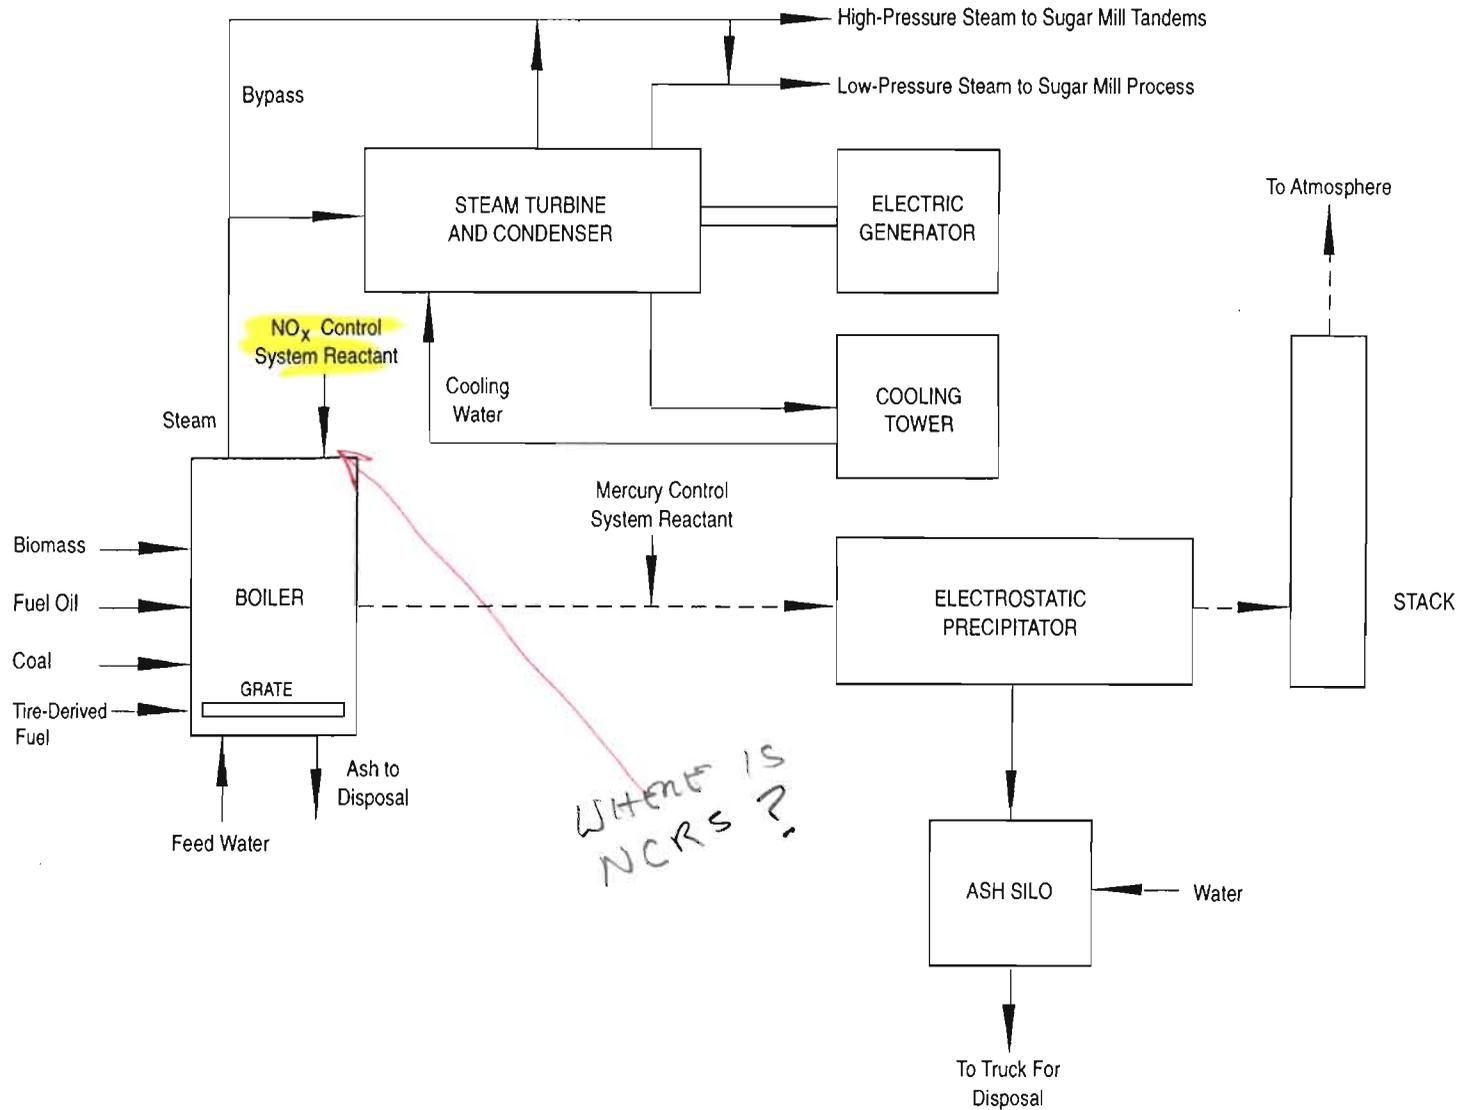 High-Pressure Steam to Sugar Mill Tandems
Bypass
Low-Pressure Steam to Sugar Mill Process
STEAM TURBINE
AND CONDENSER
ELECTRIC
GENERATOR
To Atmosphere
NOx Control
System Reactant
Steam
Cooling
Water
COOLING
TOWER
Mercury Control
System Reactant
Biomass
Fuel Oil
Coal
Tire-Derived
Fuel
BOILER
GRATE
ELECTROSTATIC
PRECIPITATOR
STACK
Ash to
Disposal
Feed Water
WHERE IS
NCRS?
ASH SILO
Water
To Truck For
Disposal